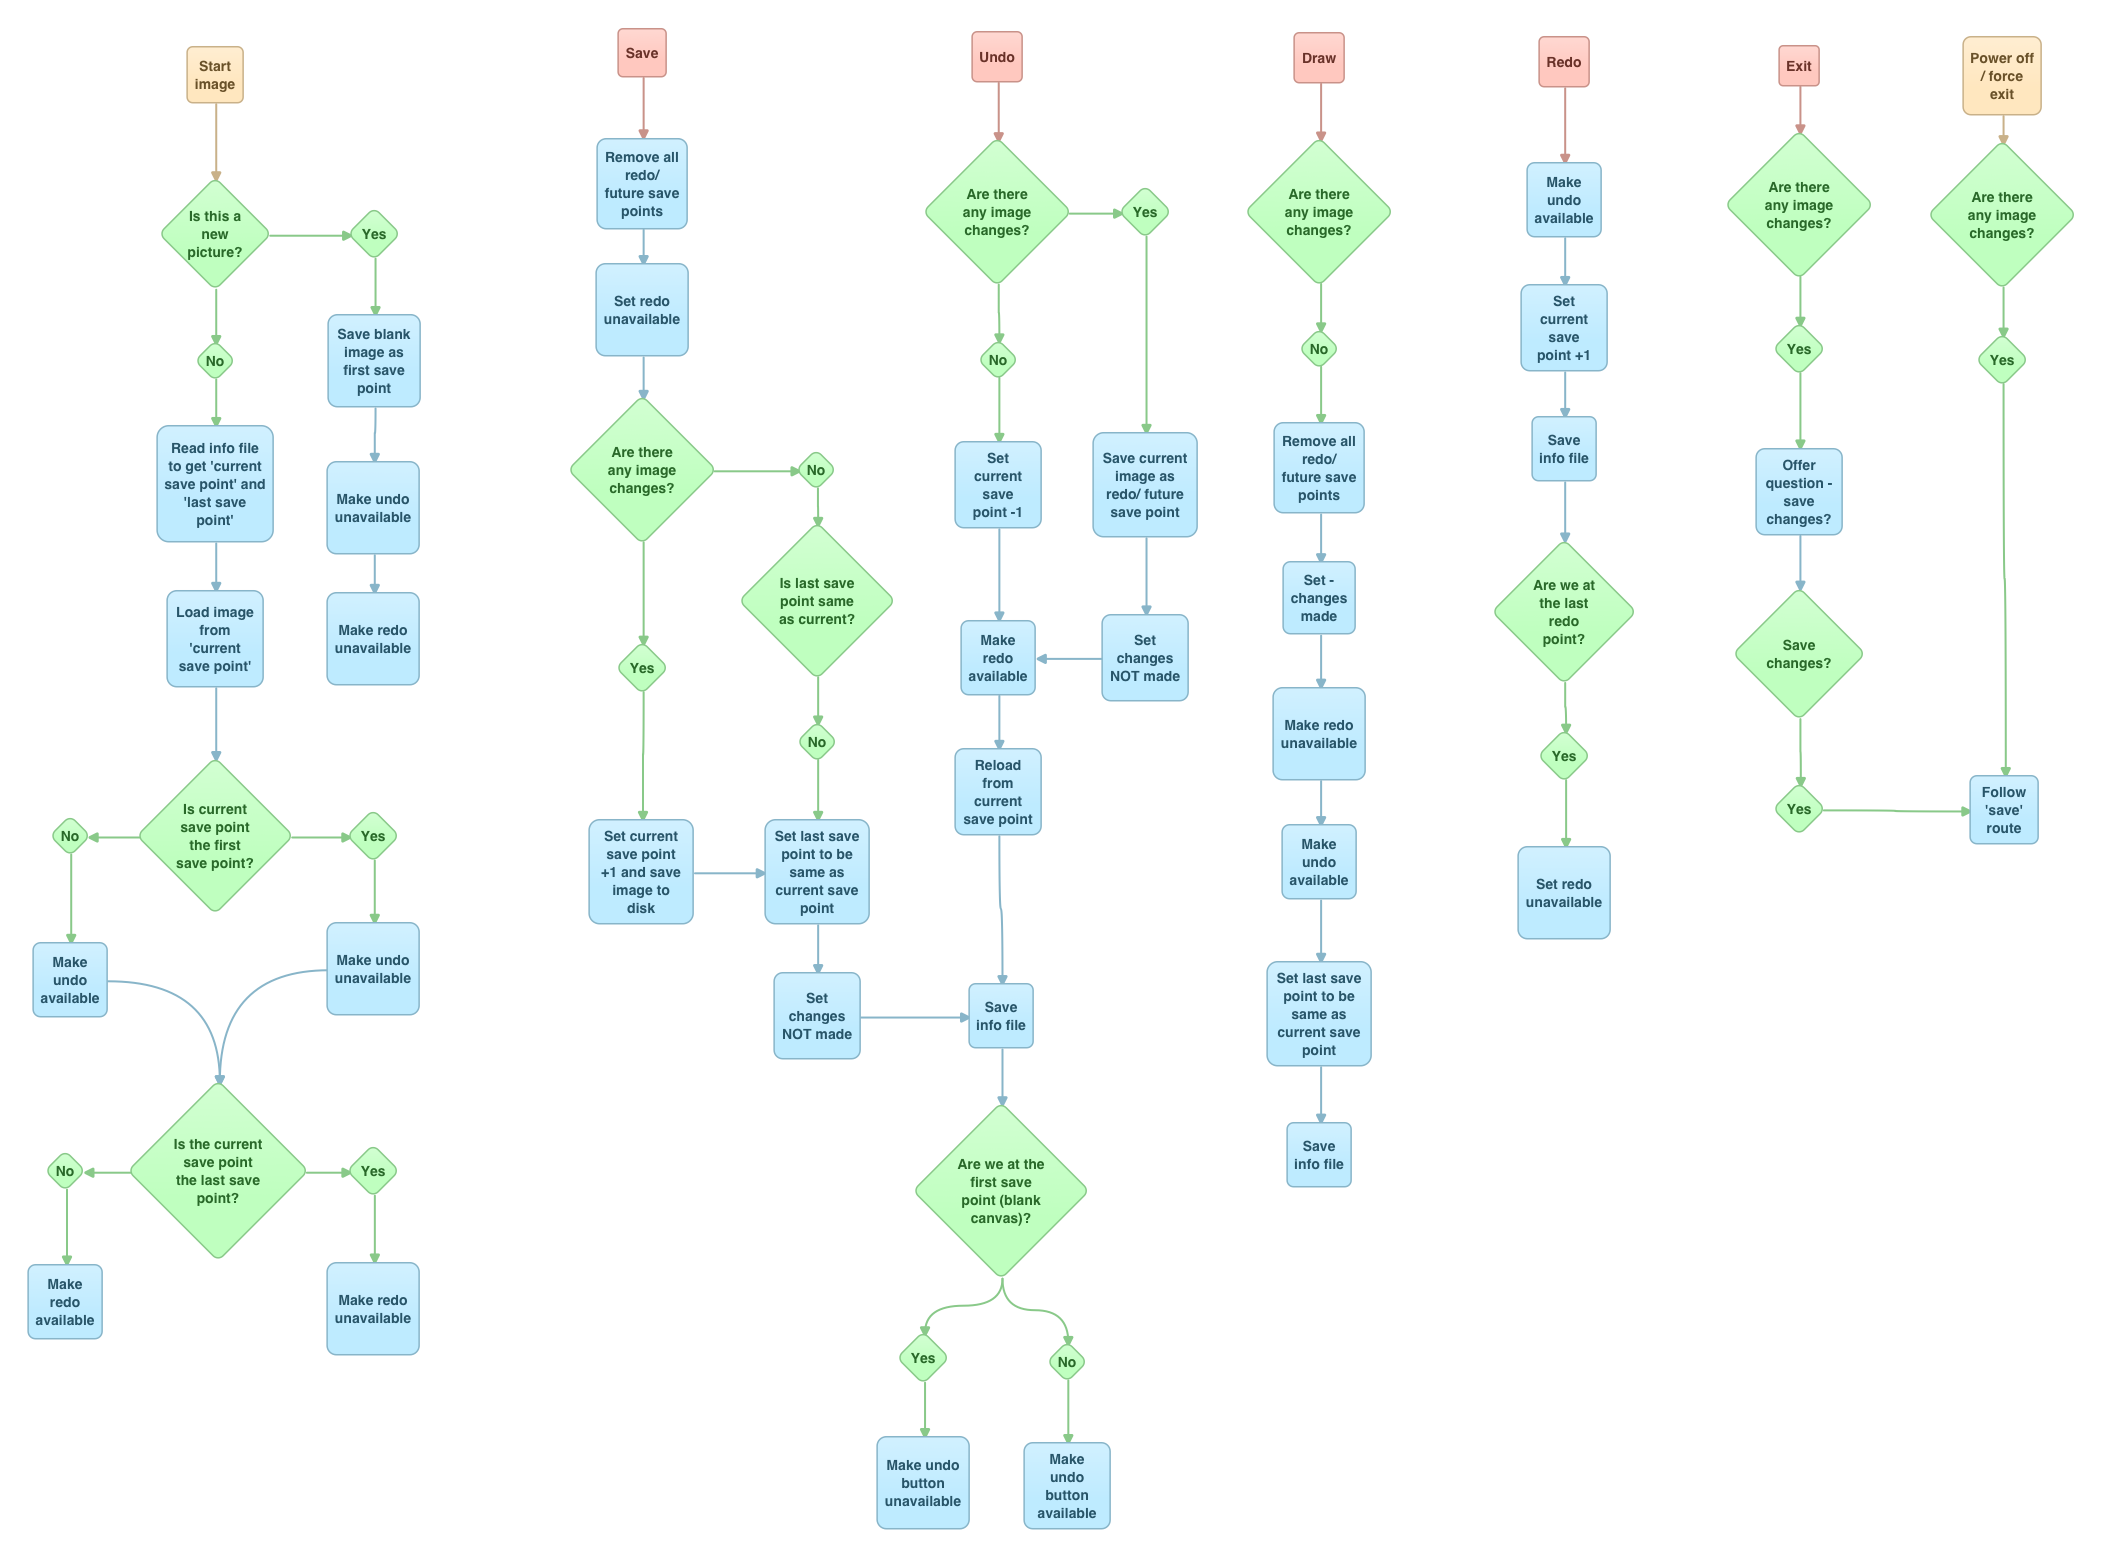 Start
image
Is this a
new
picture?
Yes
No
Save blank
image as
first save
point
Read info file
to get 'current
save point' and
'last save
point'
Make undo
unavailable
Load image
from
'current
save point'
Make redo
unavailable
Is current
save point
the first
save point?
No
Yes
Make
undo
available
Make undo
unavailable
Is the current
save point
the last save
point?
No
Yes
Make
redo
available
Make redo
unavailable
Save
Remove all
redo/
future save
points
Set redo
unavailable
Are there
any image
changes?
No
Is last save
point same
as current?
Yes
No
Set current
save point
+1 and save
image to
disk
Set last save
point to be
same as
current save
point
Set
changes
NOT made
Undo
Are there
any image
changes?
Yes
No
Set
current
save
point -1
Save current
image as
redo/ future
save point
Make
redo
available
Set
changes
NOT made
Reload
from
current
save point
Save
info file
Are we at the
first save
point (blank
canvas)?
Yes
No
Make undo
button
unavailable
Make
undo
button
available
Draw
Are there
any image
changes?
No
Remove all
redo/
future save
points
Set -
changes
made
Make redo
unavailable
Make
undo
available
Set last save
point to be
same as
current save
point
Save
info file
Redo
Make
undo
available
Set
current
save
point +1
Save
info file
Are we at
the last
redo
point?
Yes
Set redo
unavailable
Exit
Are there
any image
changes?
Yes
Offer
question -
save
changes?
Save
changes?
Yes
Power off
/ force
exit
Are there
any image
changes?
Yes
Follow
'save'
route